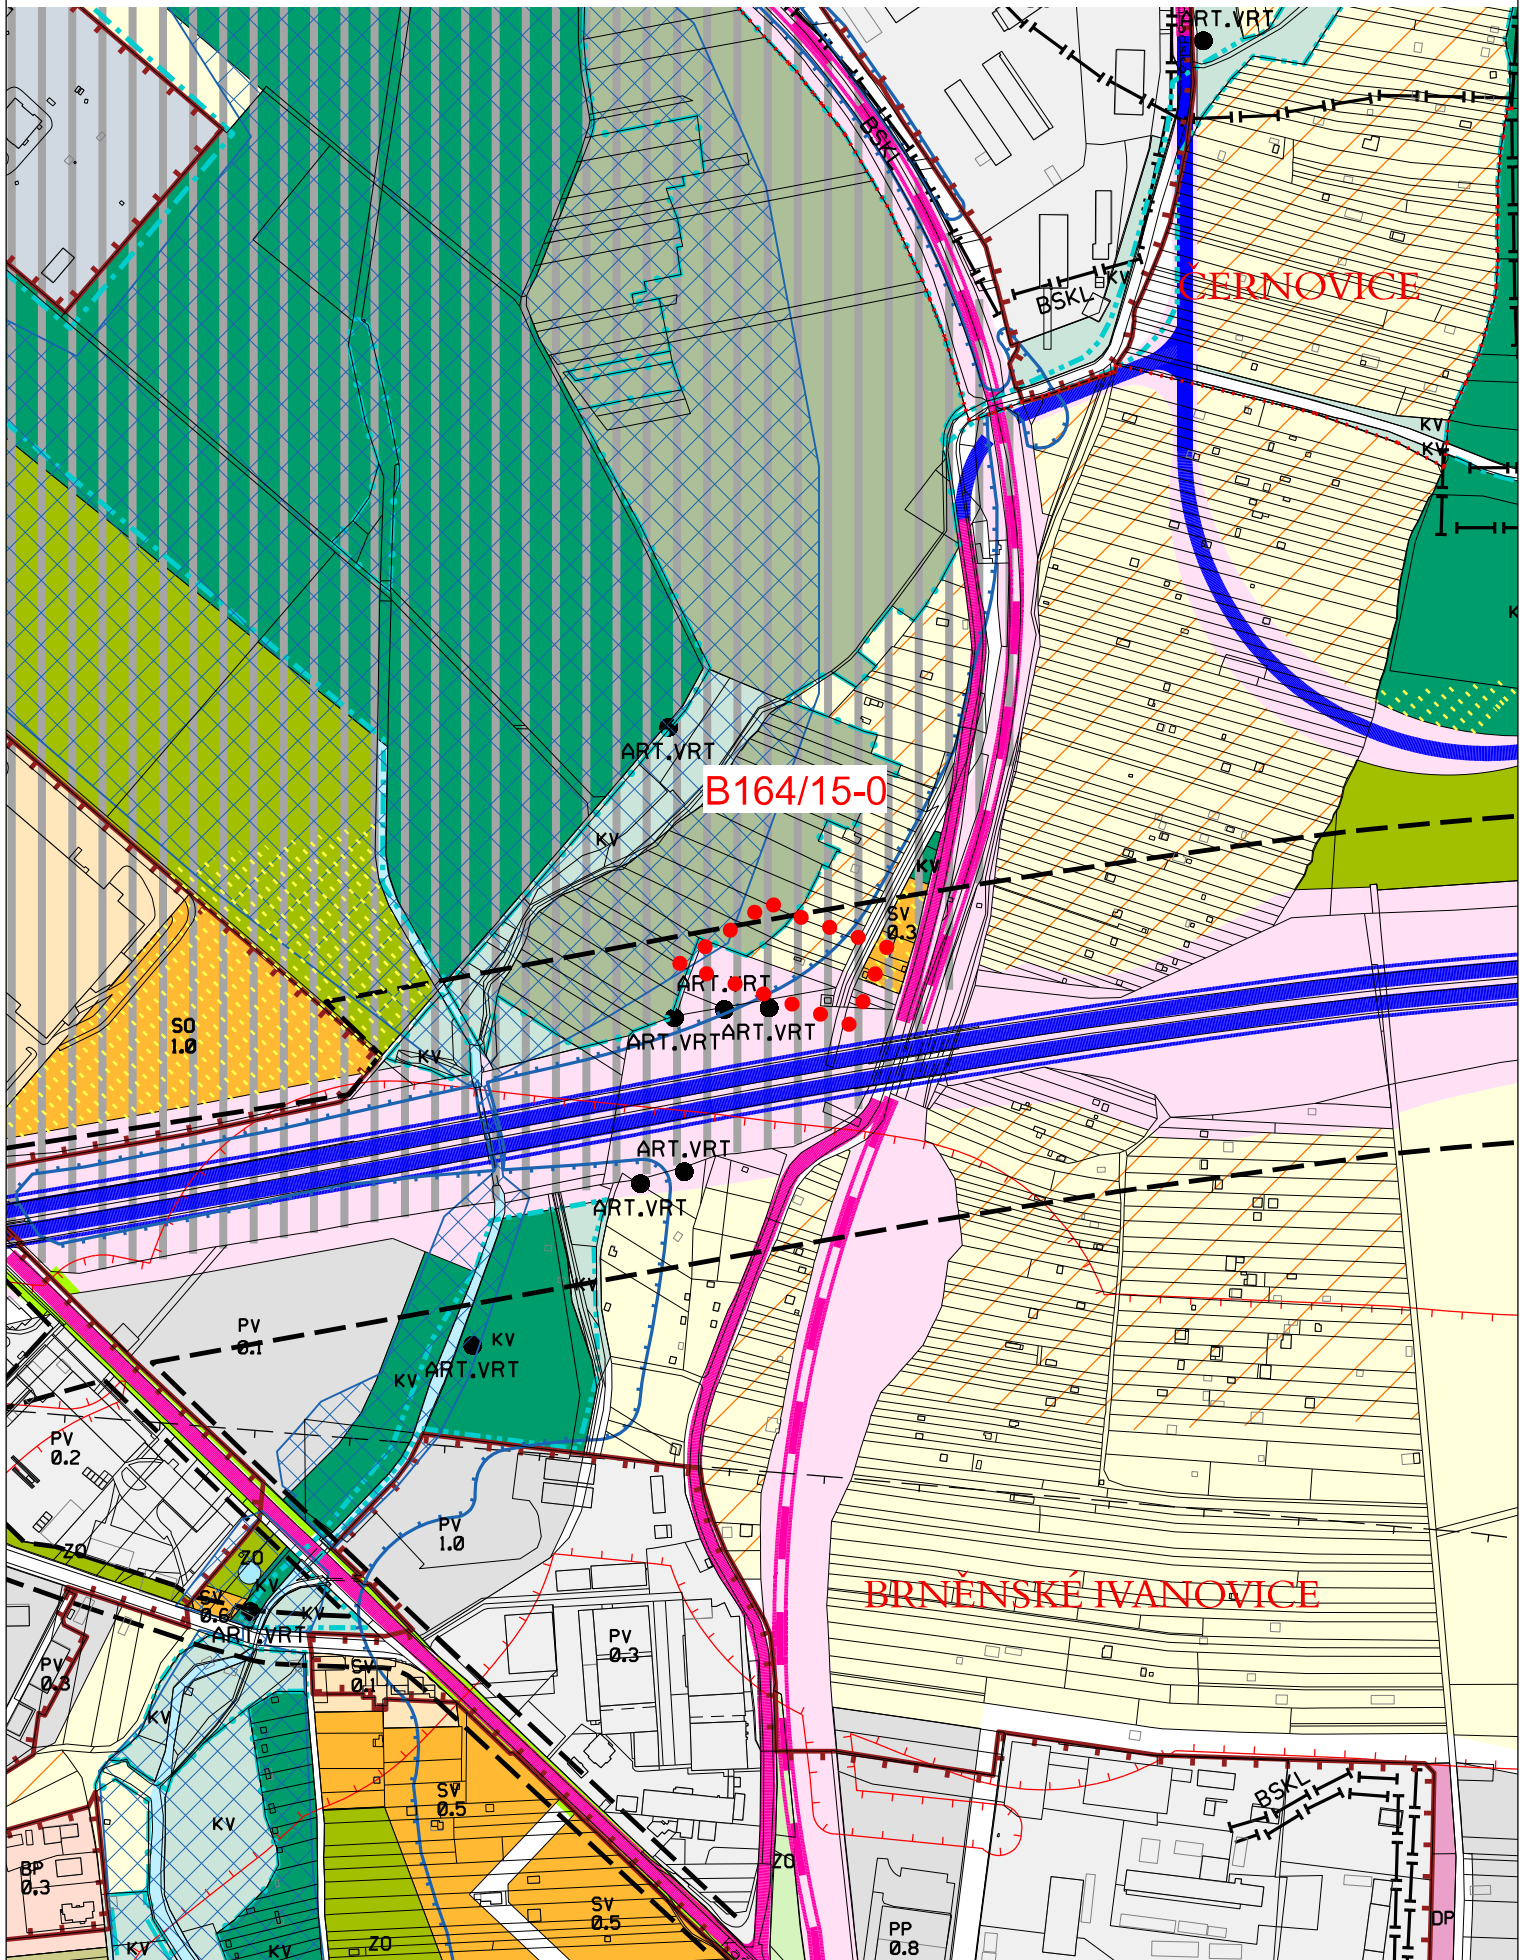 ART.VRT
BSKL
KV
BSKL
ČERNOVICE
KV
KV
K
ART.VRT
B164/15-0
KV
KV
SV
0.3
ART.VRT
SO
1.0
ART.VRT
ART.VRT
KV
ART.VRT
ART.VRT
KV
PV
0.1
KV
ART.VRT
KV
PV
0.2
PV
1.0
ZO
ZO
KV
SV
0.6
KV
ART.VRT
BRNĚNSKÉ IVANOVICE
PV
0.3
PV
0.3
SV
0.1
KV
SV
0.5
BSKL
KV
BP
0.3
ZO
SV
0.5
PP
0.8
DP
KV
KV
ZO